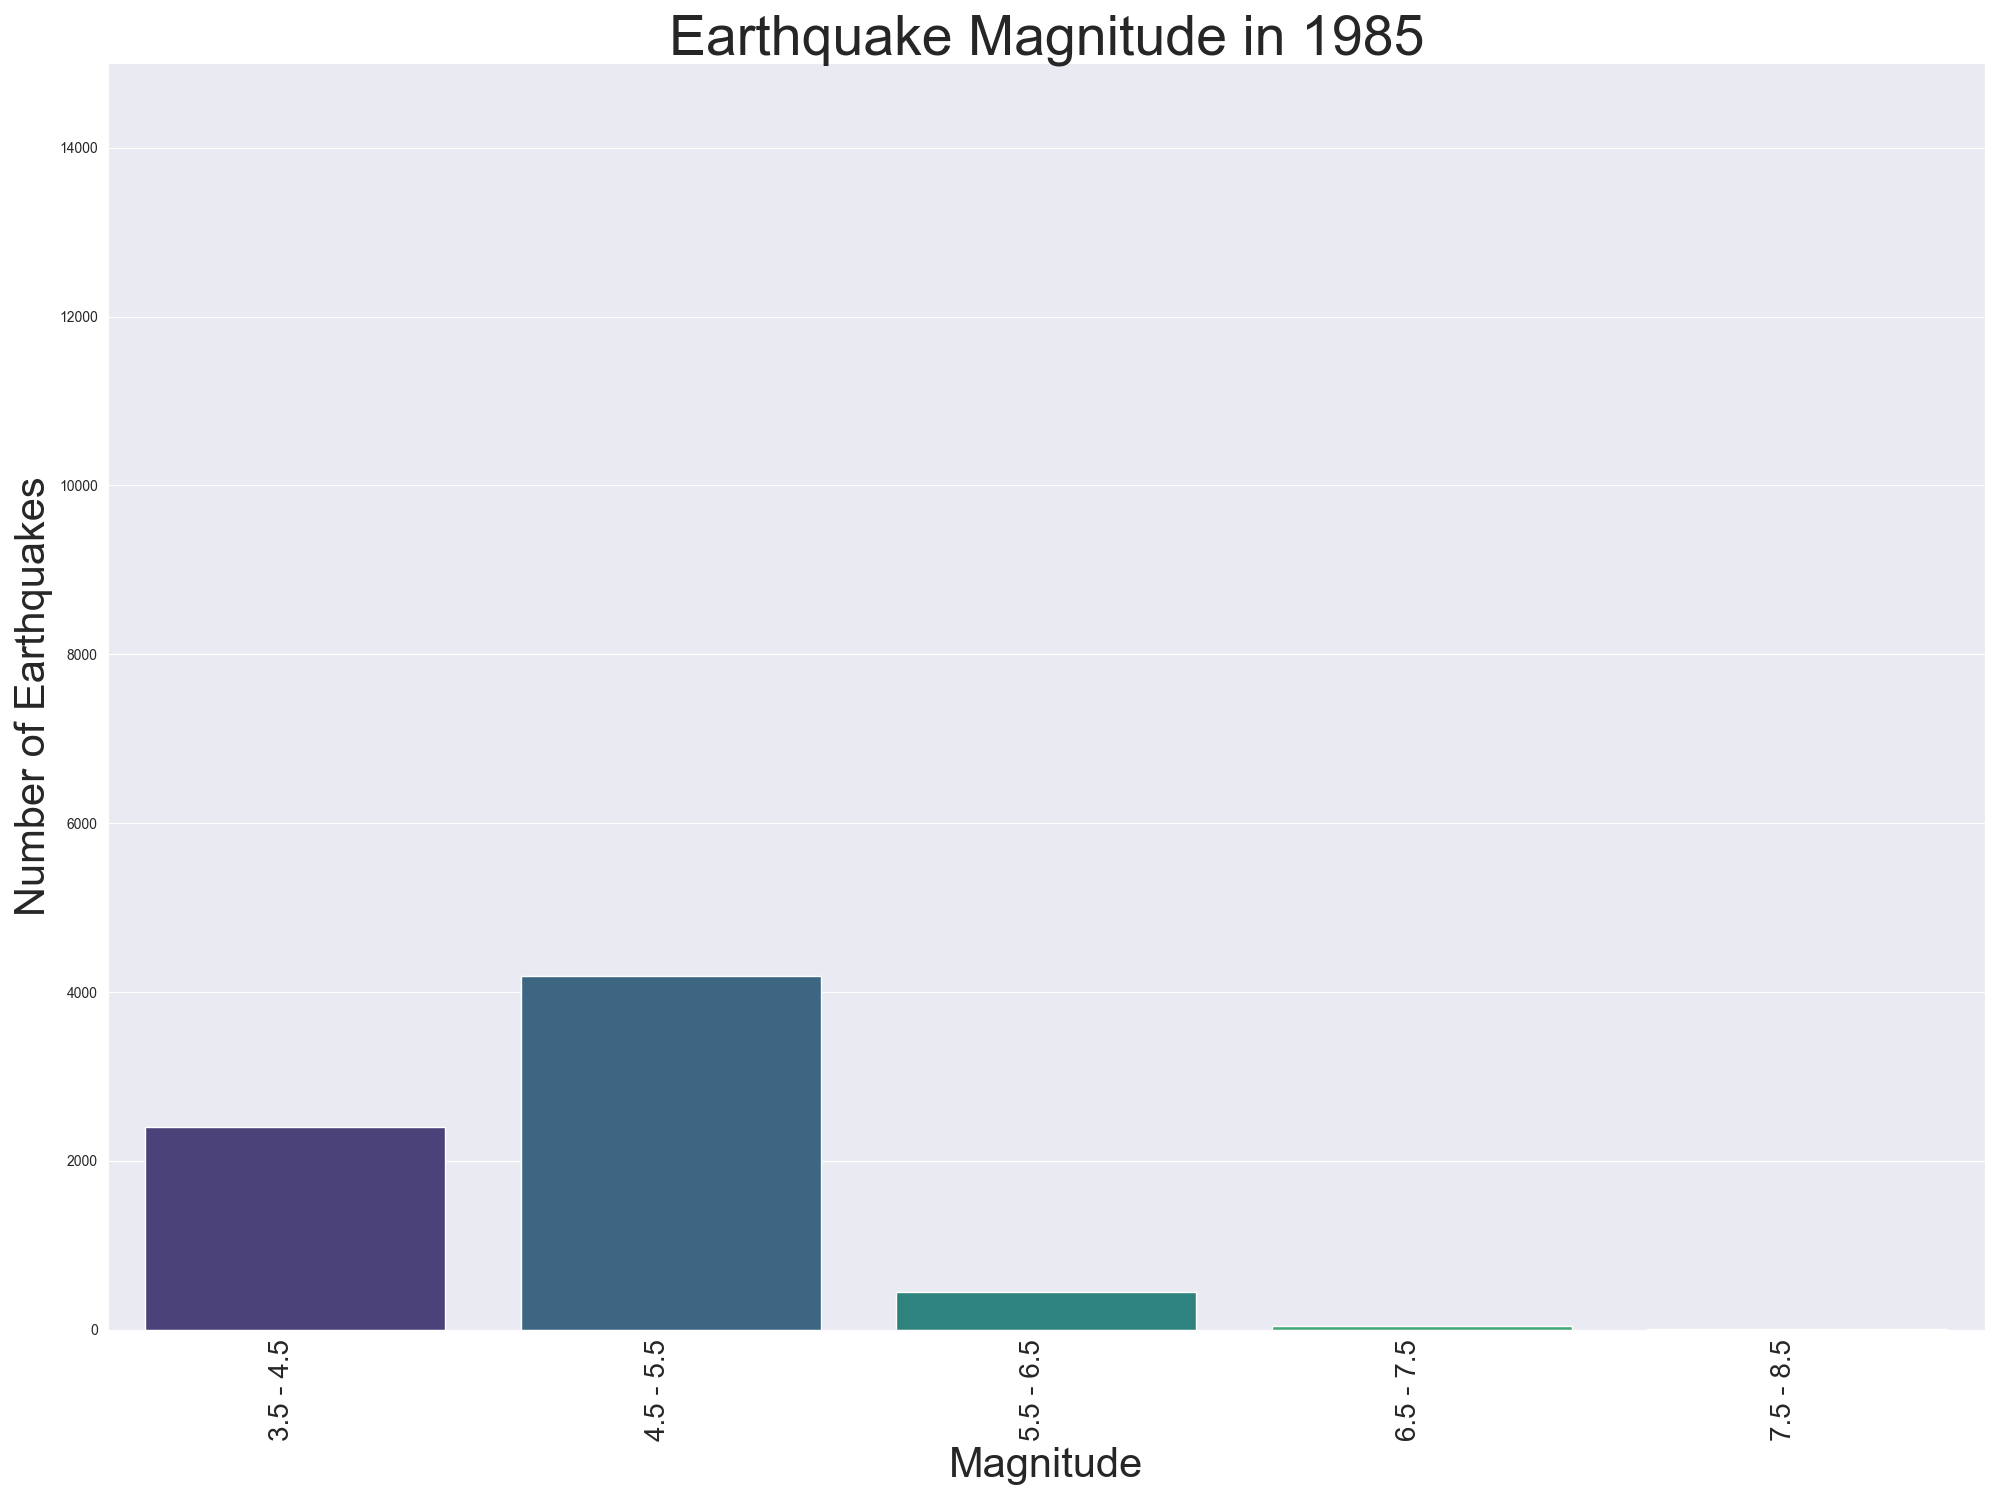 Earthquake Magnitude in 1985
Number of Earthquakes
14000
12000
10000
8000
6000
4000
2000
0
3.5 - 4.5
4.5 - 5.5
5.5 - 6.5
6.5 - 7.5
7.5 - 8.5
Magnitude